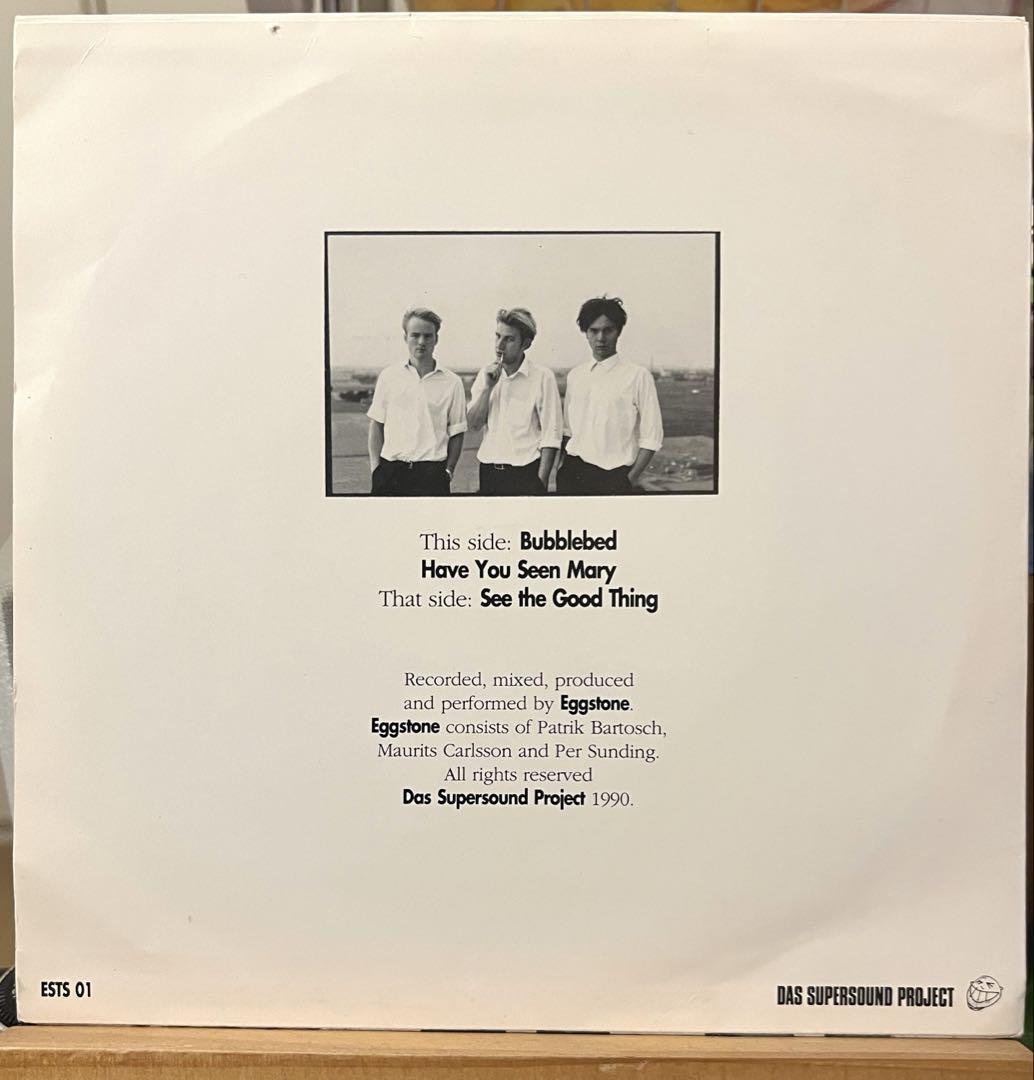 This side: Bubblebed
Have You Seen Mary
That side: See the Good Thing
Recorded, mixed, produced
and performed by Eggstone.
Eggstone consists of Patrik Bartosch,
Maurits Carlsson and Per Sunding.
All rights reserved
Das Supersound Project 1990.
ESTS 01
DAS SUPERSOUND PROJECT